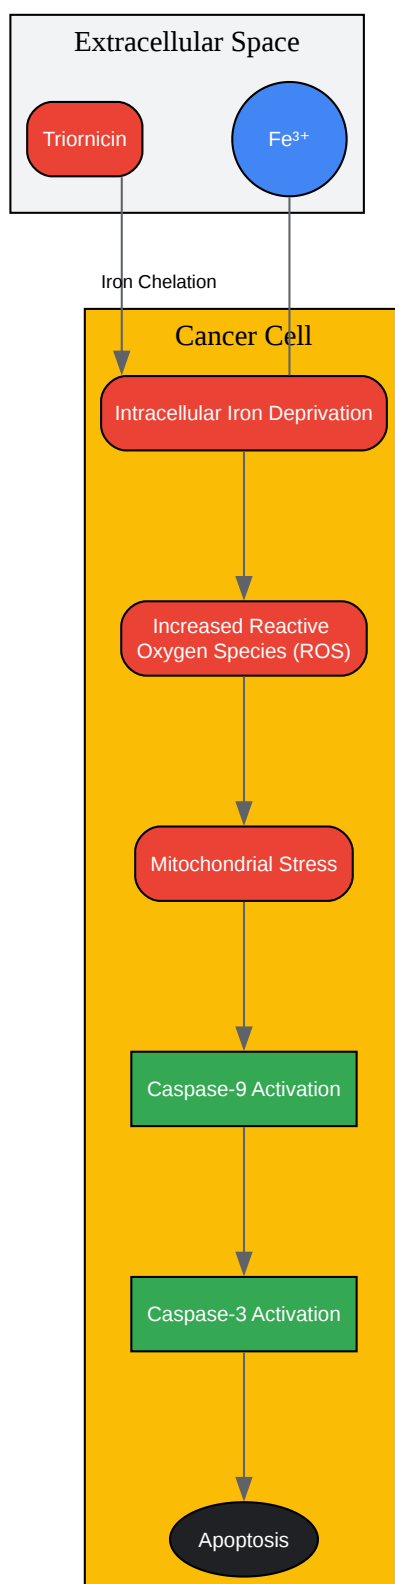 Extracellular Space
Triornicin
Fe³⁺
Iron Chelation
Cancer Cell
Intracellular Iron Deprivation
Increased Reactive
Oxygen Species (ROS)
Mitochondrial Stress
Caspase-9 Activation
Caspase-3 Activation
Apoptosis